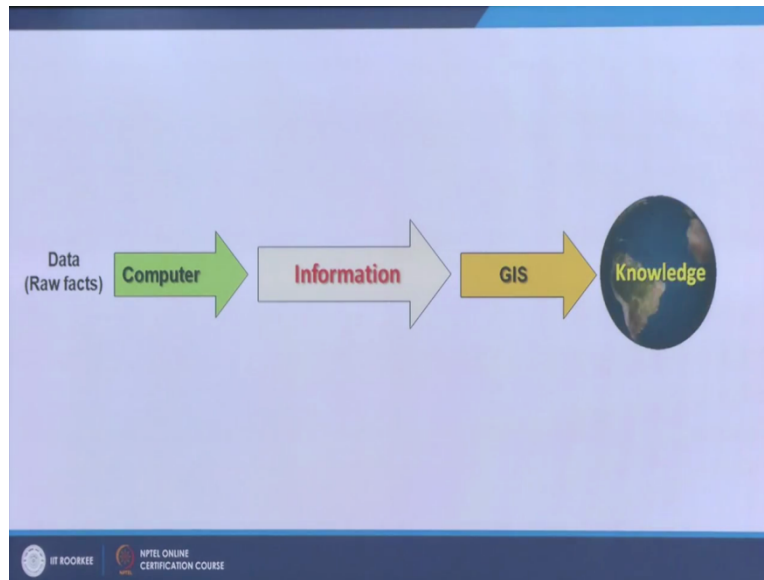 Data
(Raw facts)
Computer
Information
GIS
Knowledge
IIT ROORKEE
NPTEL ONLINE
CERTIFICATION COURSE